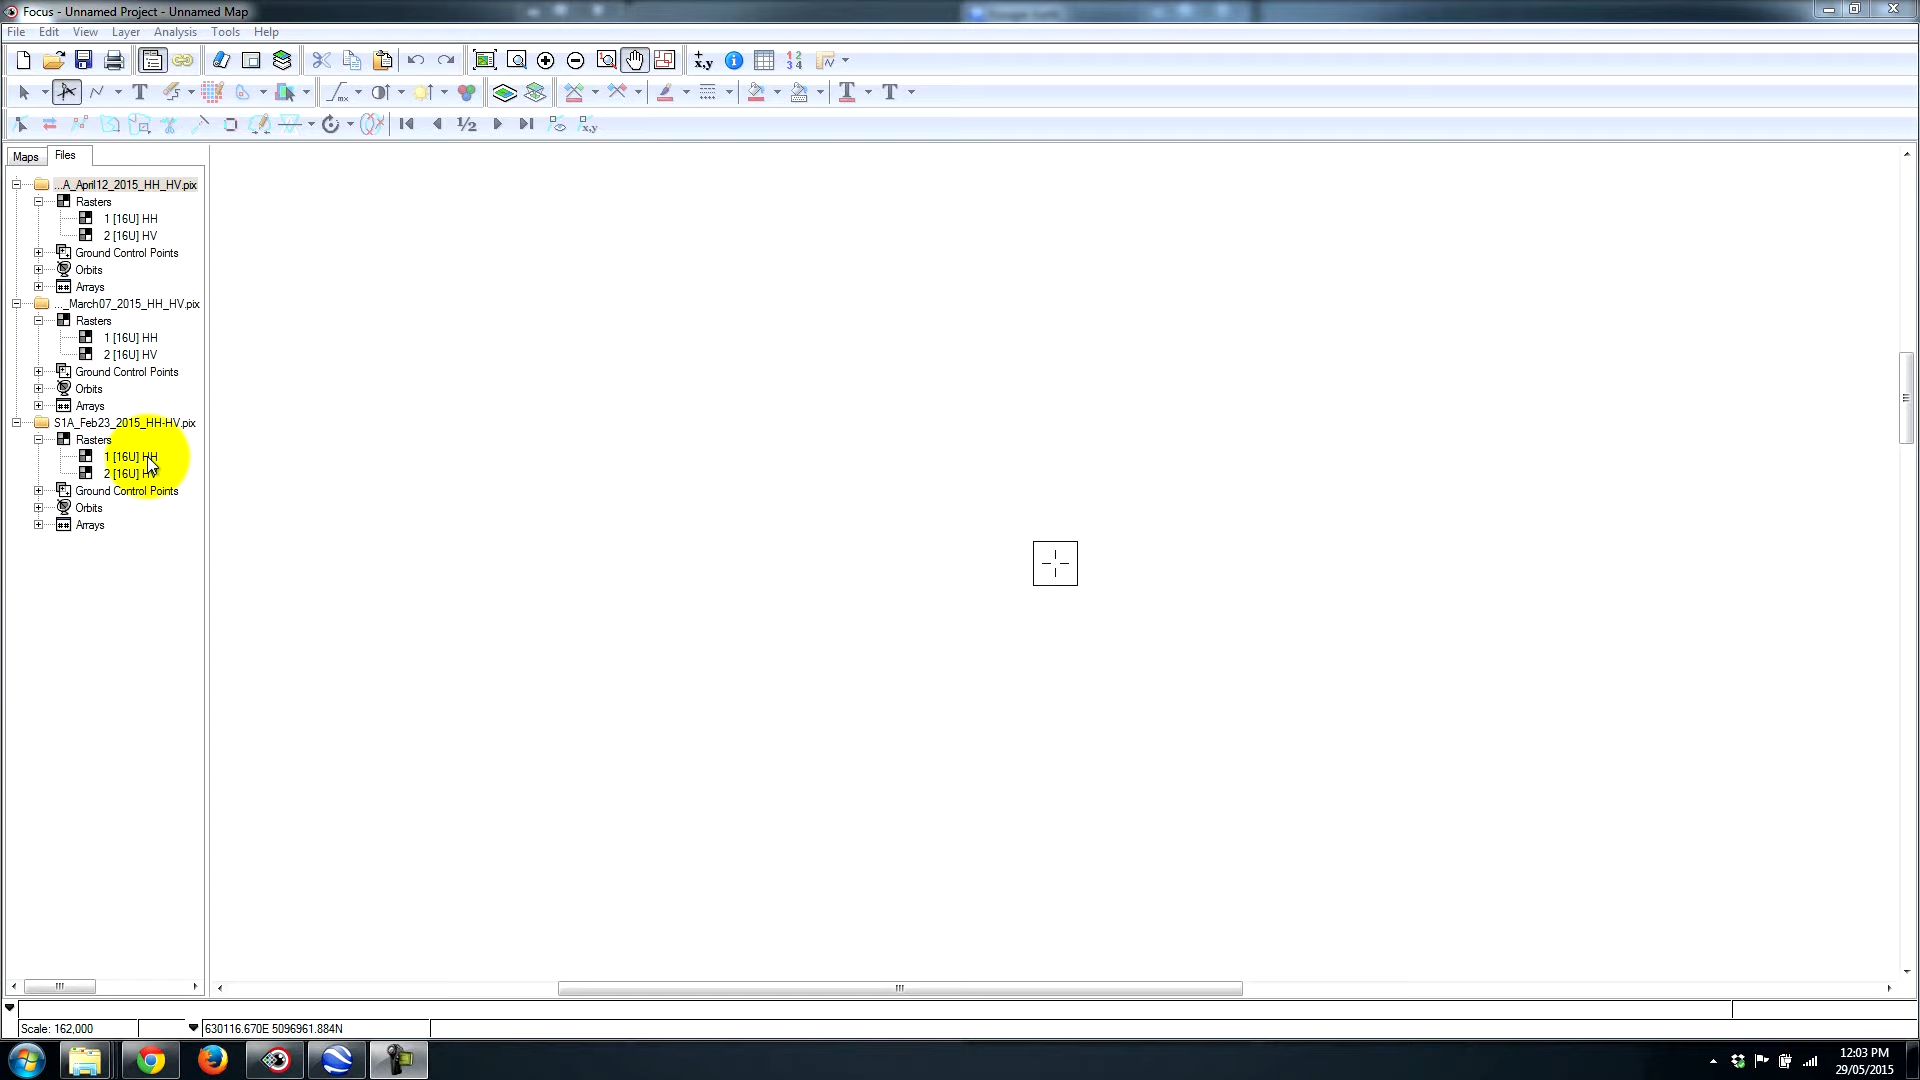 Focus - Unnamed Project - Unnamed Map
File Edit View Layer Analysis Tools Help
Maps Files
...A_April12_2015_HH_HV.pix
Rasters
1 [16U] HH
2 [16U] HV
Ground Control Points
Orbits
Arrays
..._March07_2015_HH_HV.pix
Rasters
1 [16U] HH
2 [16U] HV
Ground Control Points
Orbits
Arrays
S1A_Feb23_2015_HH-HV.pix
Rasters
1 [16U] HH
2 [16U] HV
Ground Control Points
Orbits
Arrays
Scale: 162,000
630116.670E 5096961.884N
12:03 PM
29/05/2015